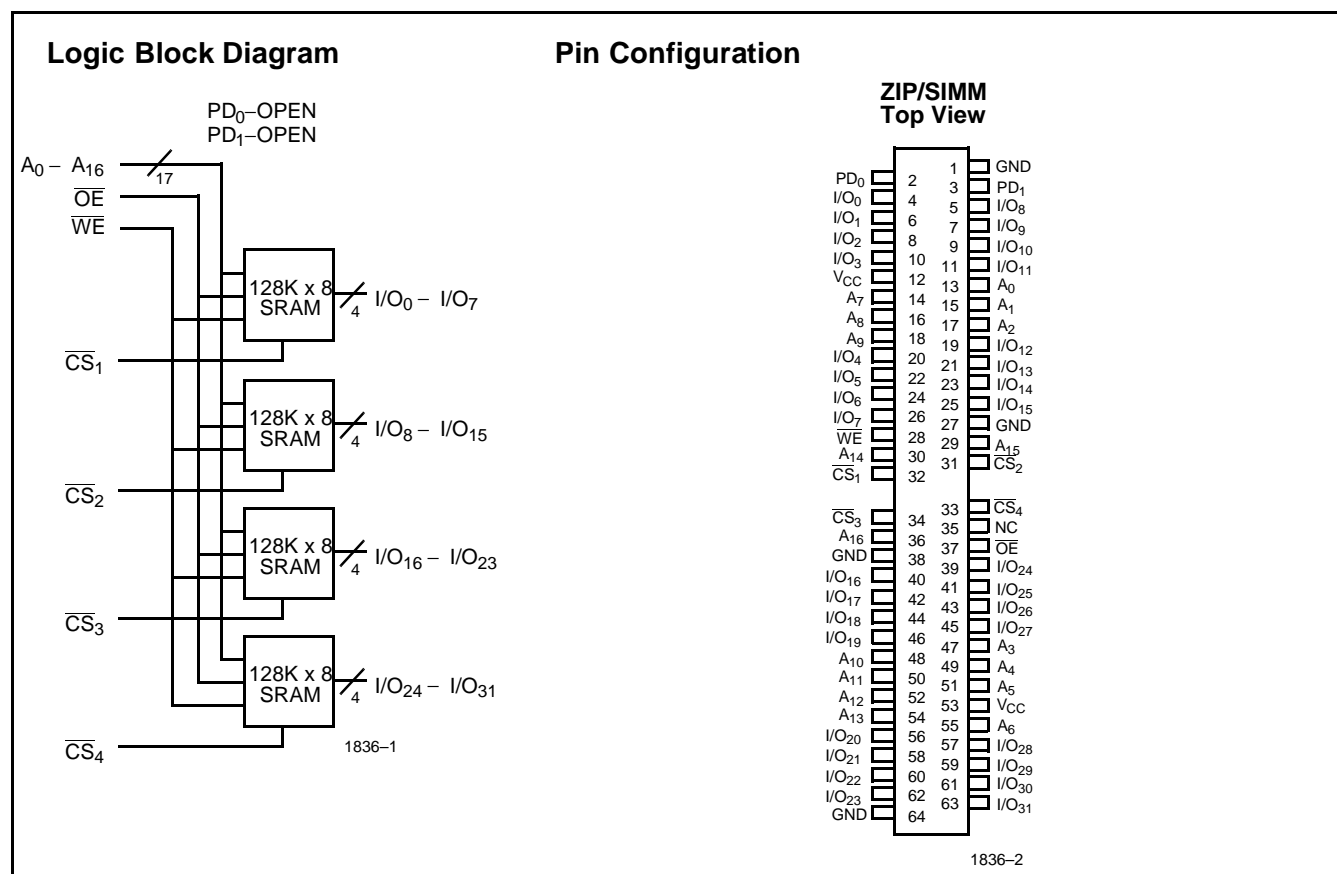 Logic Block Diagram
PD0–OPEN
PD1–OPEN
A0 – A16
17
OE
WE
128K x 8
SRAM
4
I/O0 – I/O7
CS1
128K x 8
SRAM
4
I/O8 – I/O15
CS2
128K x 8
SRAM
4
I/O16 – I/O23
CS3
128K x 8
SRAM
4
I/O24 – I/O31
CS4
1836–1
Pin Configuration
ZIP/SIMM
Top View
1 GND
PD0 2
3 PD1
I/O0 4
5 I/O8
I/O1 6
7 I/O9
I/O2 8
9 I/O10
I/O3 10
11 I/O11
VCC 12
13 A0
A7 14
15 A1
A8 16
17 A2
A9 18
19 I/O12
I/O4 20
21 I/O13
I/O5 22
23 I/O14
I/O6 24
25 I/O15
I/O7 26
27 GND
WE 28
29 A15
A14 30
31 CS2
CS1 32
33 CS4
CS3 34
35 NC
A16 36
37 OE
GND 38
39 I/O24
I/O16 40
41 I/O25
I/O17 42
43 I/O26
I/O18 44
45 I/O27
I/O19 46
47 A3
A10 48
49 A4
A11 50
51 A5
A12 52
53 VCC
A13 54
55 A6
I/O20 56
57 I/O28
I/O21 58
59 I/O29
I/O22 60
61 I/O30
I/O23 62
63 I/O31
GND 64
1836–2